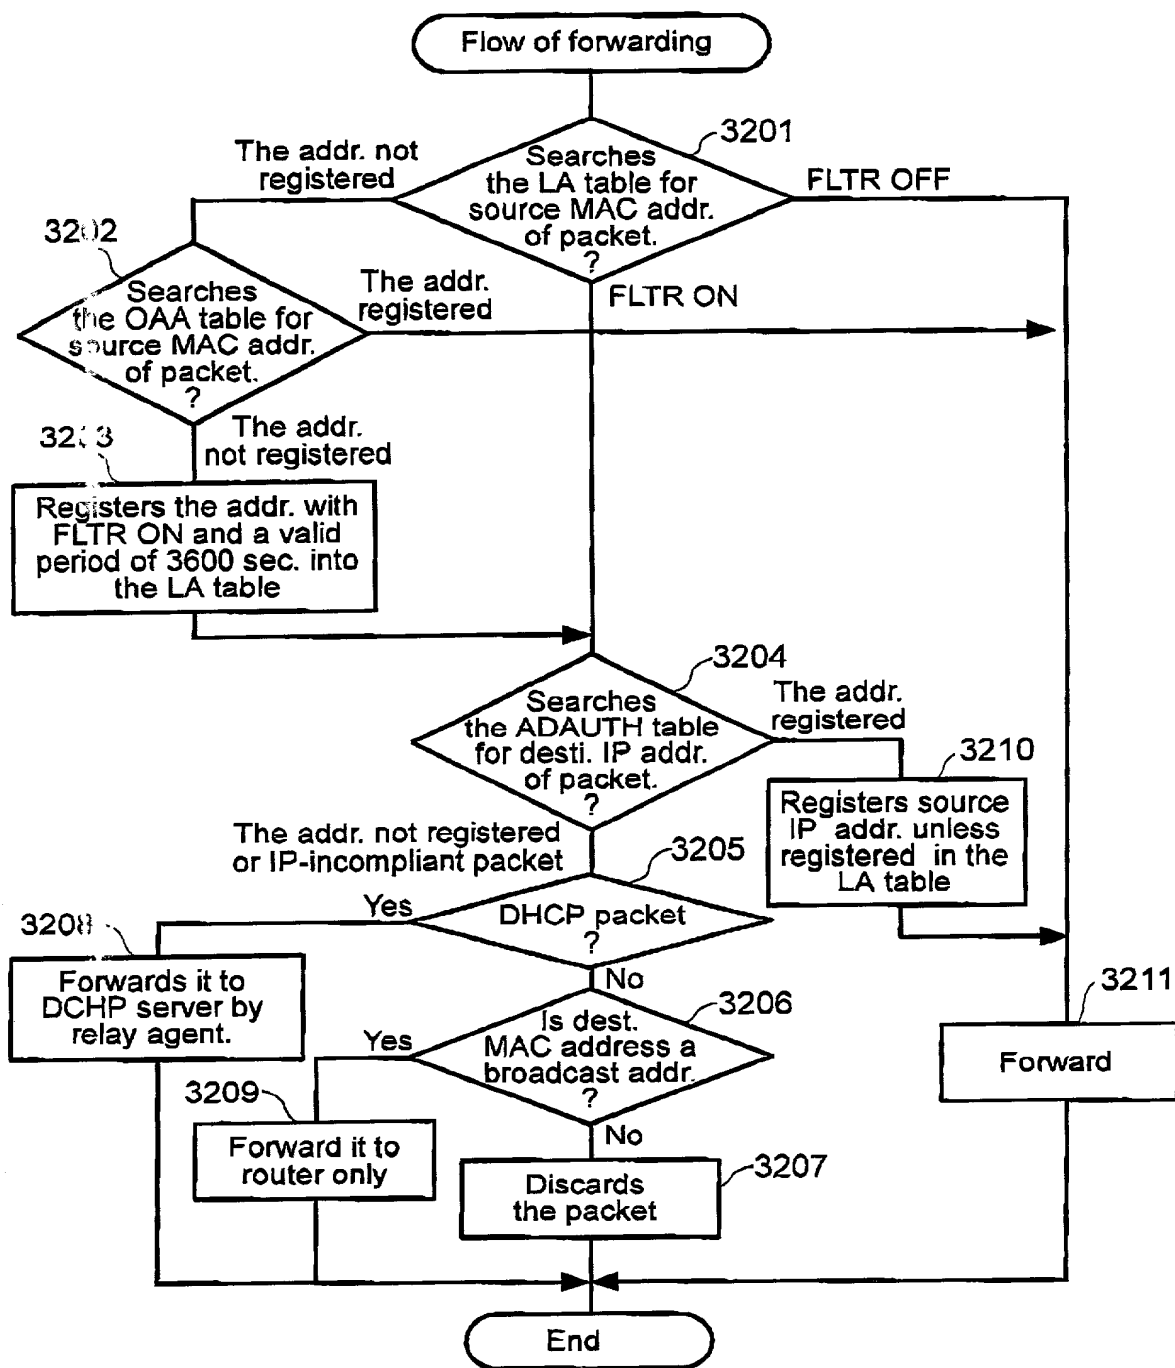 Flow of forwarding
3201
The addr. not
registered
Searches
the LA table for
source MAC addr.
of packet.
?
FLTR OFF
FLTR ON
3202
Searches
the OAA table for
source MAC addr.
of packet.
?
The addr.
registered
The addr.
not registered
Registers the addr. with
FLTR ON and a valid
period of 3600 sec. into
the LA table
3204
Searches
the ADAUTH table
for desti. IP addr.
of packet.
?
The addr.
registered
3210
Registers source
IP addr. unless
registered in the
LA table
The addr. not registered
or IP-incompliant packet
3205
Yes
DHCP packet
?
No
3208
Forwards it to
DCHP server by
relay agent.
3206
Yes
Is dest.
MAC address a
broadcast addr.
?
No
3211
Forward
3209
Forward it to
router only
3207
Discards
the packet
End